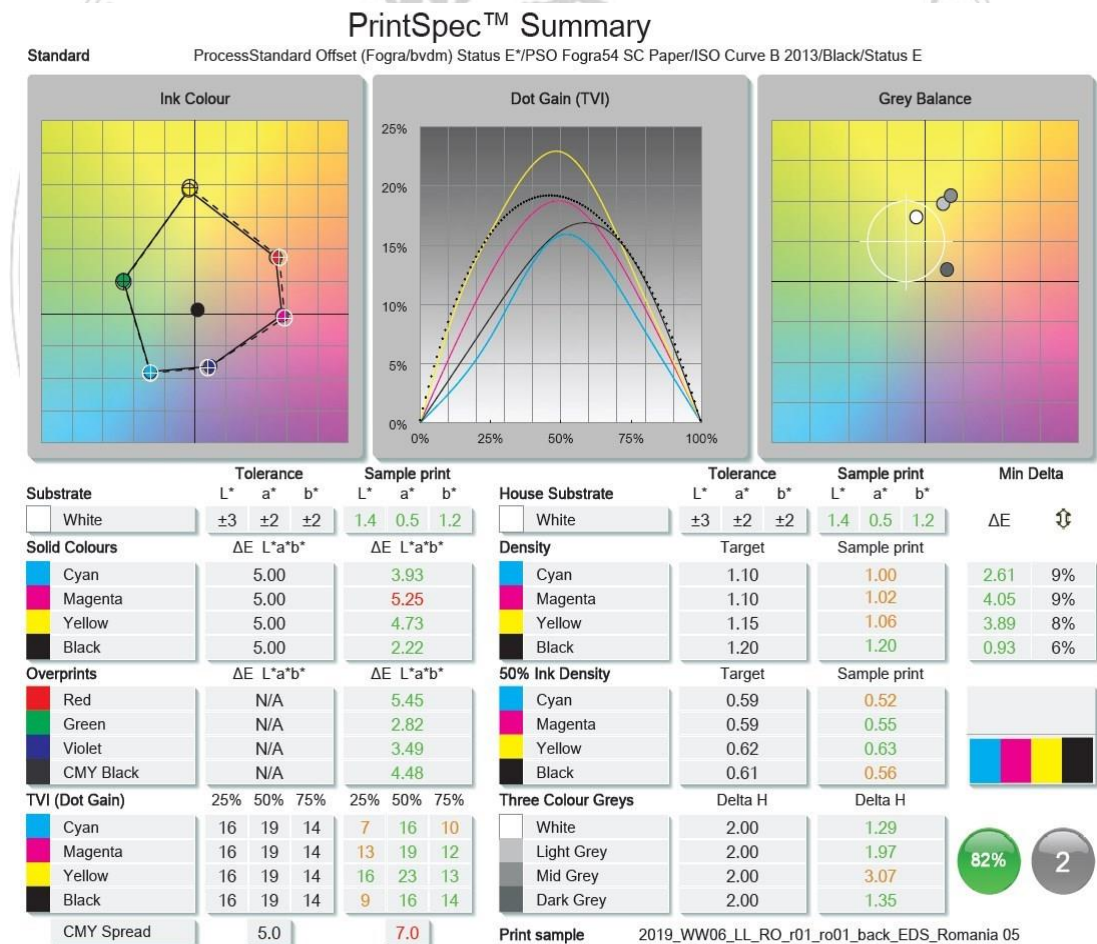 PrintSpec™ Summary
Standard ProcessStandard Offset (Fogra/bvdm) Status E*/PSO Fogra54 SC Paper/ISO Curve B 2013/Black/Status E
Ink Colour Dot Gain (TVI) Grey Balance
25%
20%
15%
10%
5%
0%
0% 25% 50% 75% 100%
Tolerance Sample print Tolerance Sample print Min Delta
Substrate L* a* b* L* a* b* House Substrate L* a* b* L* a* b*
White ±3 ±2 ±2 1.4 0.5 1.2 White ±3 ±2 ±2 1.4 0.5 1.2 ΔE ⇕
Solid Colours ΔE L*a*b* ΔE L*a*b* Density Target Sample print
Cyan 5.00 3.93 Cyan 1.10 1.00 2.61 9%
Magenta 5.00 5.25 Magenta 1.10 1.02 4.05 9%
Yellow 5.00 4.73 Yellow 1.15 1.06 3.89 8%
Black 5.00 2.22 Black 1.20 1.20 0.93 6%
Overprints ΔE L*a*b* ΔE L*a*b* 50% Ink Density Target Sample print
Red N/A 5.45 Cyan 0.59 0.52
Green N/A 2.82 Magenta 0.59 0.55
Violet N/A 3.49 Yellow 0.62 0.63
CMY Black N/A 4.48 Black 0.61 0.56
TVI (Dot Gain) 25% 50% 75% 25% 50% 75% Three Colour Greys Delta H Delta H
Cyan 16 19 14 7 16 10 White 2.00 1.29
Magenta 16 19 14 13 19 12 Light Grey 2.00 1.97 82% 2
Yellow 16 19 14 16 23 13 Mid Grey 2.00 3.07
Black 16 19 14 9 16 14 Dark Grey 2.00 1.35
CMY Spread 5.0 7.0 Print sample 2019_WW06_LL_RO_r01_ro01_back_EDS_Romania 05